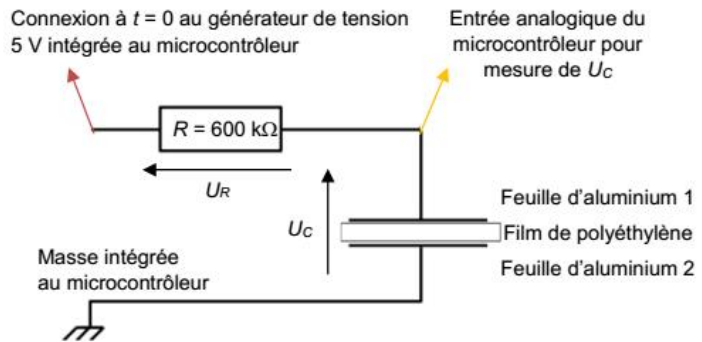 Connexion à t = 0 au générateur de tension
5 V intégrée au microcontrôleur
Entrée analogique du
microcontrôleur pour
mesure de UC
R = 600 kΩ
UR
UC
Feuille d'aluminium 1
Film de polyéthylène
Feuille d'aluminium 2
Masse intégrée
au microcontrôleur